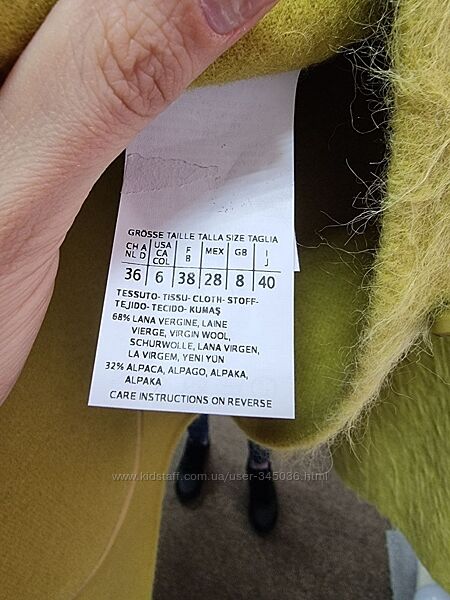 GRÖSSE TAILLE TALLA SIZE TAGLIA
CH A NL D | USA CA COL | F B | MEX | GB | I J
36 | 6 | 38 | 28 | 8 | 40
TESSUTO- TISSU- CLOTH- STOFF-
TEJIDO- TECIDO- KUMAŞ
68% LANA VERGINE, LAINE
VIERGE, VIRGIN WOOL,
SCHURWOLLE, LANA VIRGEN,
LA VIRGEM, YENI YUN
32% ALPACA, ALPAGO, ALPAKA,
ALPAKA
CARE INSTRUCTIONS ON REVERSE
www.kidstaff.com.ua/user-345036.html